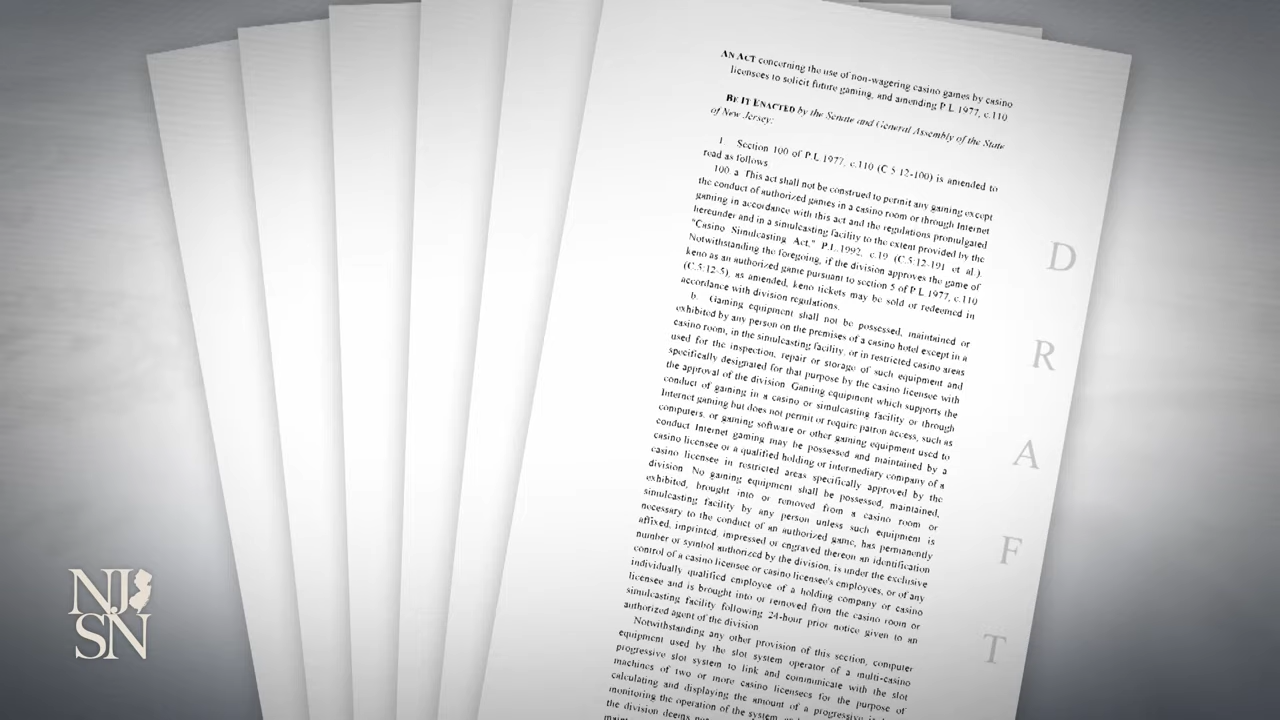 AN ACT concerning the use of non-wagering casino games by casino
licensees to solicit future gaming, and amending P.L.1977, c.110
BE IT ENACTED by the Senate and General Assembly of the State
of New Jersey:
1. Section 100 of P.L.1977, c.110 (C.5:12-100) is amended to
read as follows
100. a. This act shall not be construed to permit any gaming except
the conduct of authorized games in a casino room or through Internet
gaming in accordance with this act and the regulations promulgated
hereunder and in a simulcasting facility to the extent provided by the
"Casino Simulcasting Act," P.L.1992, c.19 (C.5:12-191 et al.).
Notwithstanding the foregoing, if the division approves the game of
keno as an authorized game pursuant to section 5 of P.L.1977, c.110
(C.5:12-5), as amended, keno tickets may be sold or redeemed in
accordance with division regulations.
b. Gaming equipment shall not be possessed, maintained or
exhibited by any person on the premises of a casino hotel except in a
casino room, in the simulcasting facility, or in restricted casino areas
used for the inspection, repair or storage of such equipment and
specifically designated for that purpose by the casino licensee with
the approval of the division. Gaming equipment which supports the
conduct of gaming in a casino or simulcasting facility or through
Internet gaming but does not permit or require patron access, such as
computers, or gaming software or other gaming equipment used to
conduct Internet gaming may be possessed and maintained by a
casino licensee or a qualified holding or intermediary company of a
casino licensee in restricted areas specifically approved by the
division. No gaming equipment shall be possessed, maintained,
exhibited, brought into or removed from a casino room or
simulcasting facility by any person unless such equipment is
necessary to the conduct of an authorized game, has permanently
affixed, imprinted, impressed or engraved thereon an identification
number or symbol authorized by the division, is under the exclusive
control of a casino licensee or casino licensee's employees, or of any
individually qualified employee of a holding company or casino
licensee and is brought into or removed from the casino room or
simulcasting facility following 24-hour prior notice given to an
authorized agent of the division.
Notwithstanding any other provision of this section, computer
equipment used by the slot system operator of a multi-casino
progressive slot system to link and communicate with the slot
machines of two or more casino licensees for the purpose of
calculating and displaying the amount of a progressive
monitoring the operation of the system,
the division deems
D
R
A
F
T
NJ
SN